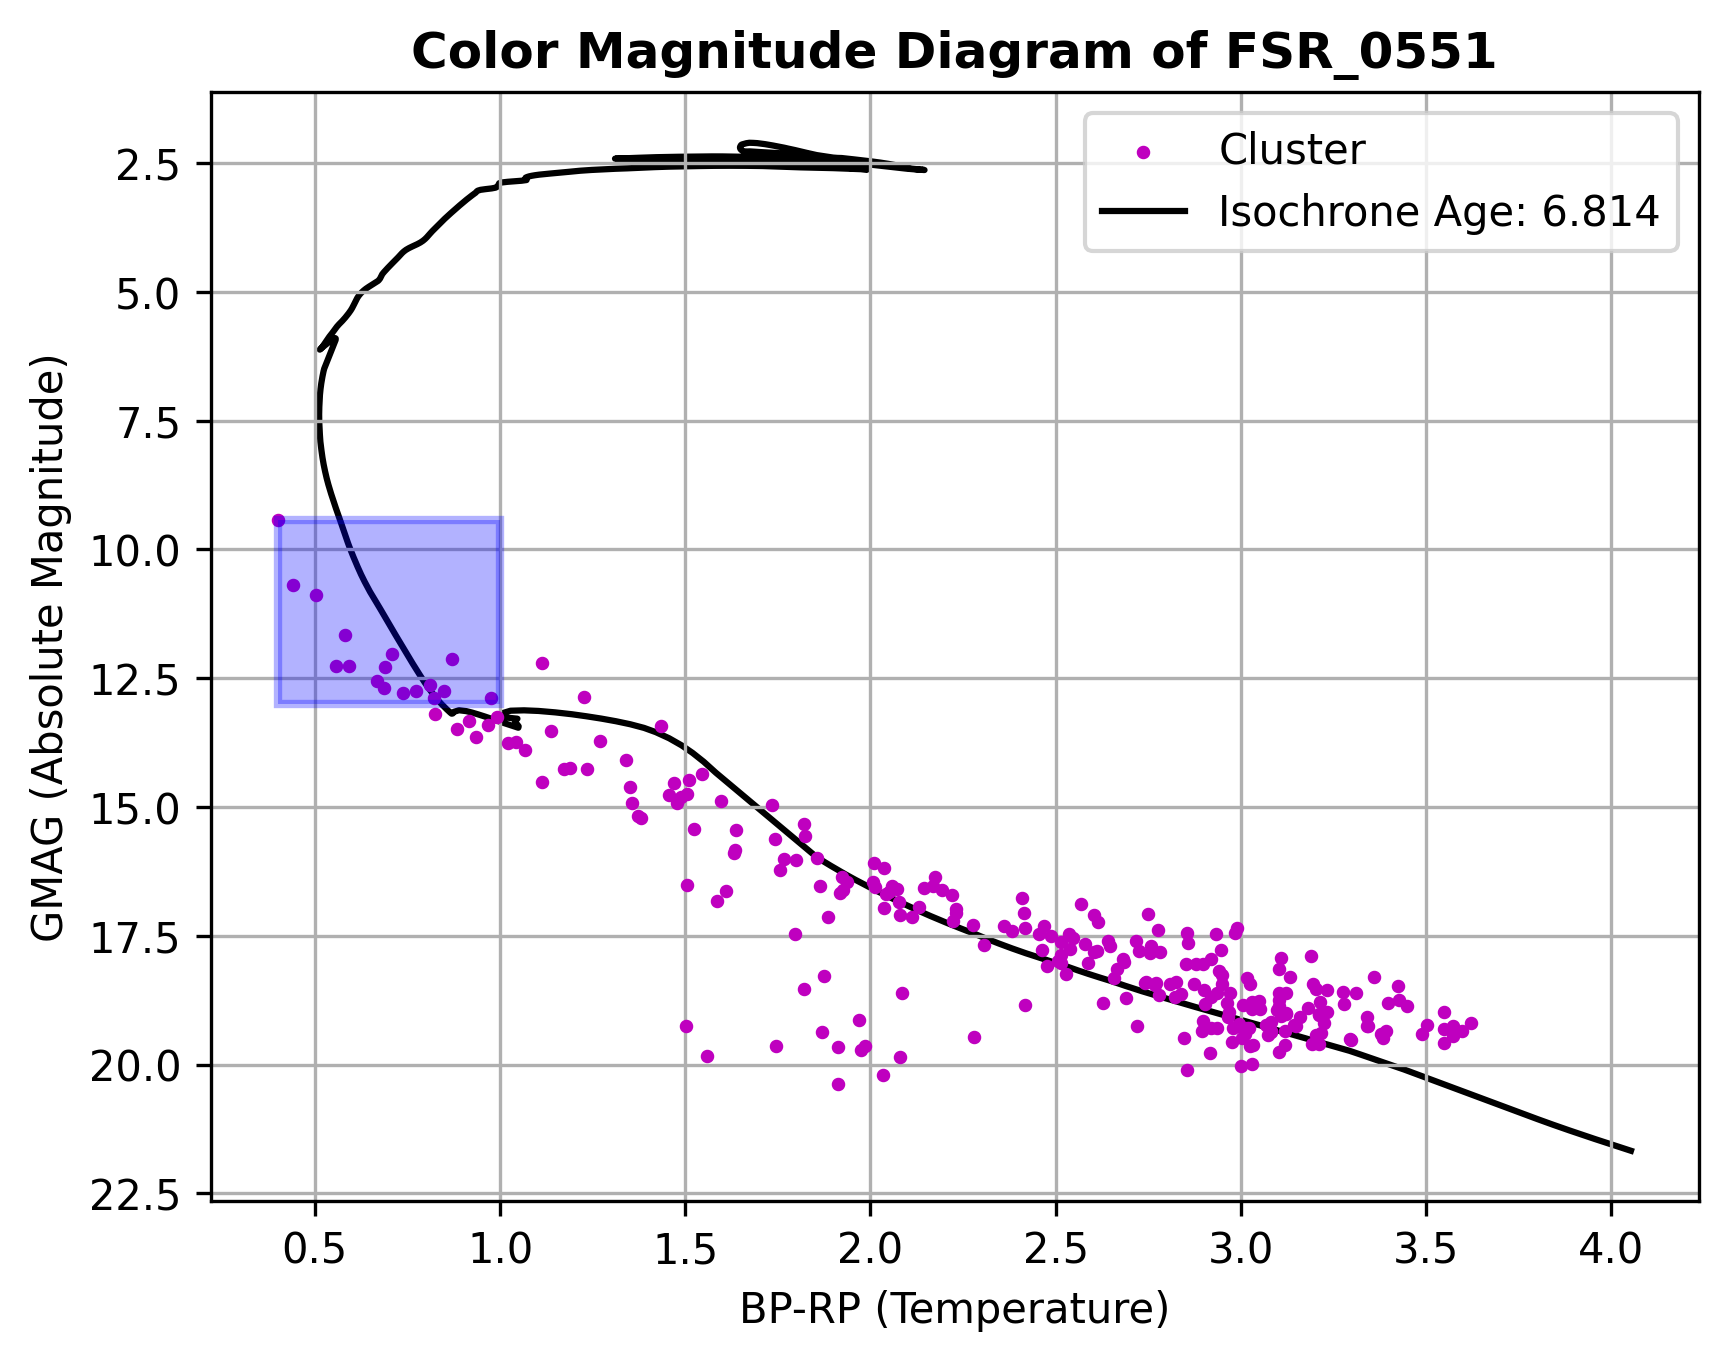 Color Magnitude Diagram of FSR_0551
Cluster
Isochrone Age: 6.814
GMAG (Absolute Magnitude)
2.5
5.0
7.5
10.0
12.5
15.0
17.5
20.0
22.5
0.5 1.0 1.5 2.0 2.5 3.0 3.5 4.0
BP-RP (Temperature)